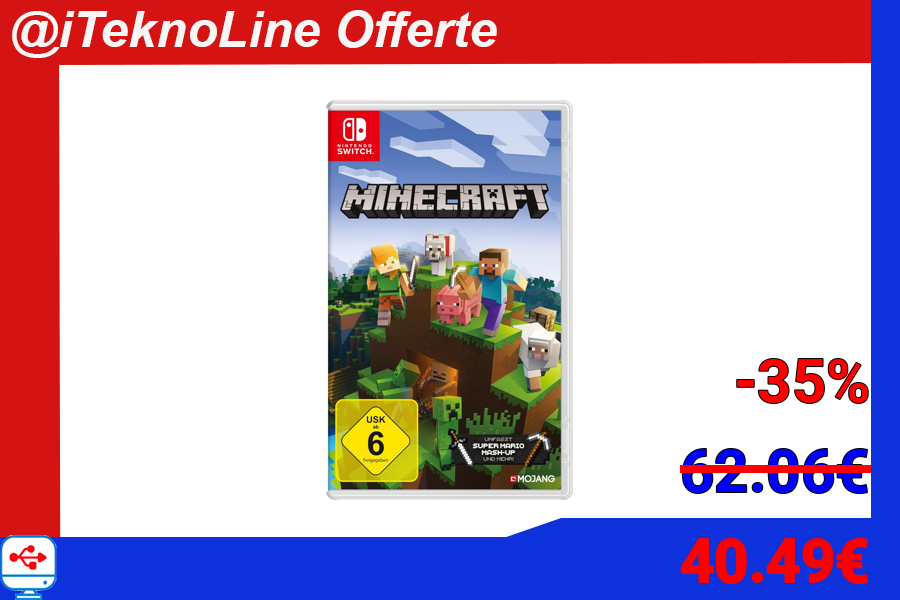 @iTeknoLine Offerte
NINTENDO
SWITCH.
MINECRAFT
USK
ab
6
freigegeben
UMFASST
SUPER MARIO
MASH-UP
UND MEHR!
MOJANG
-35%
62.06€
40.49€